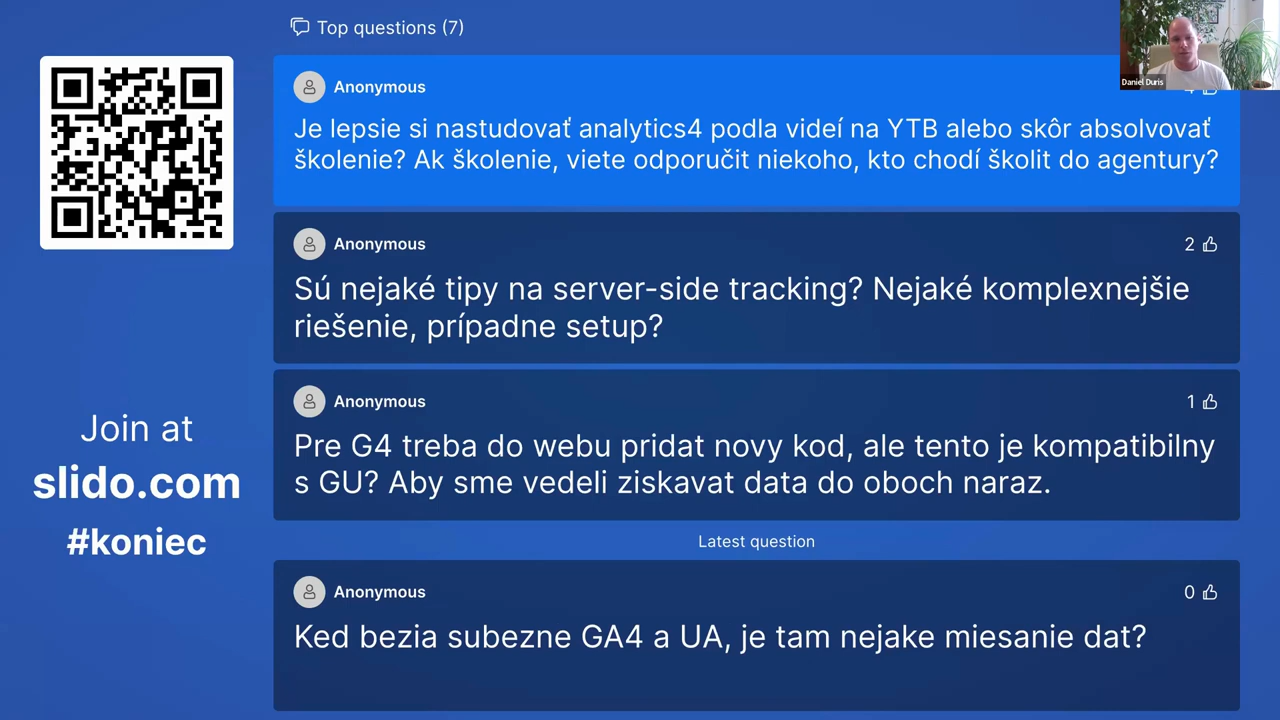 Top questions (7)
Daniel Duris
Anonymous
Je lepsie si nastudovať analytics4 podla videí na YTB alebo skôr absolvovať
školenie? Ak školenie, viete odporučit niekoho, kto chodí školit do agentury?
Anonymous
2
Sú nejaké tipy na server-side tracking? Nejaké komplexnejšie
riešenie, prípadne setup?
Anonymous
1
Pre G4 treba do webu pridat novy kod, ale tento je kompatibilny
s GU? Aby sme vedeli ziskavat data do oboch naraz.
Join at
slido.com
#koniec
Latest question
Anonymous
0
Ked bezia subezne GA4 a UA, je tam nejake miesanie dat?